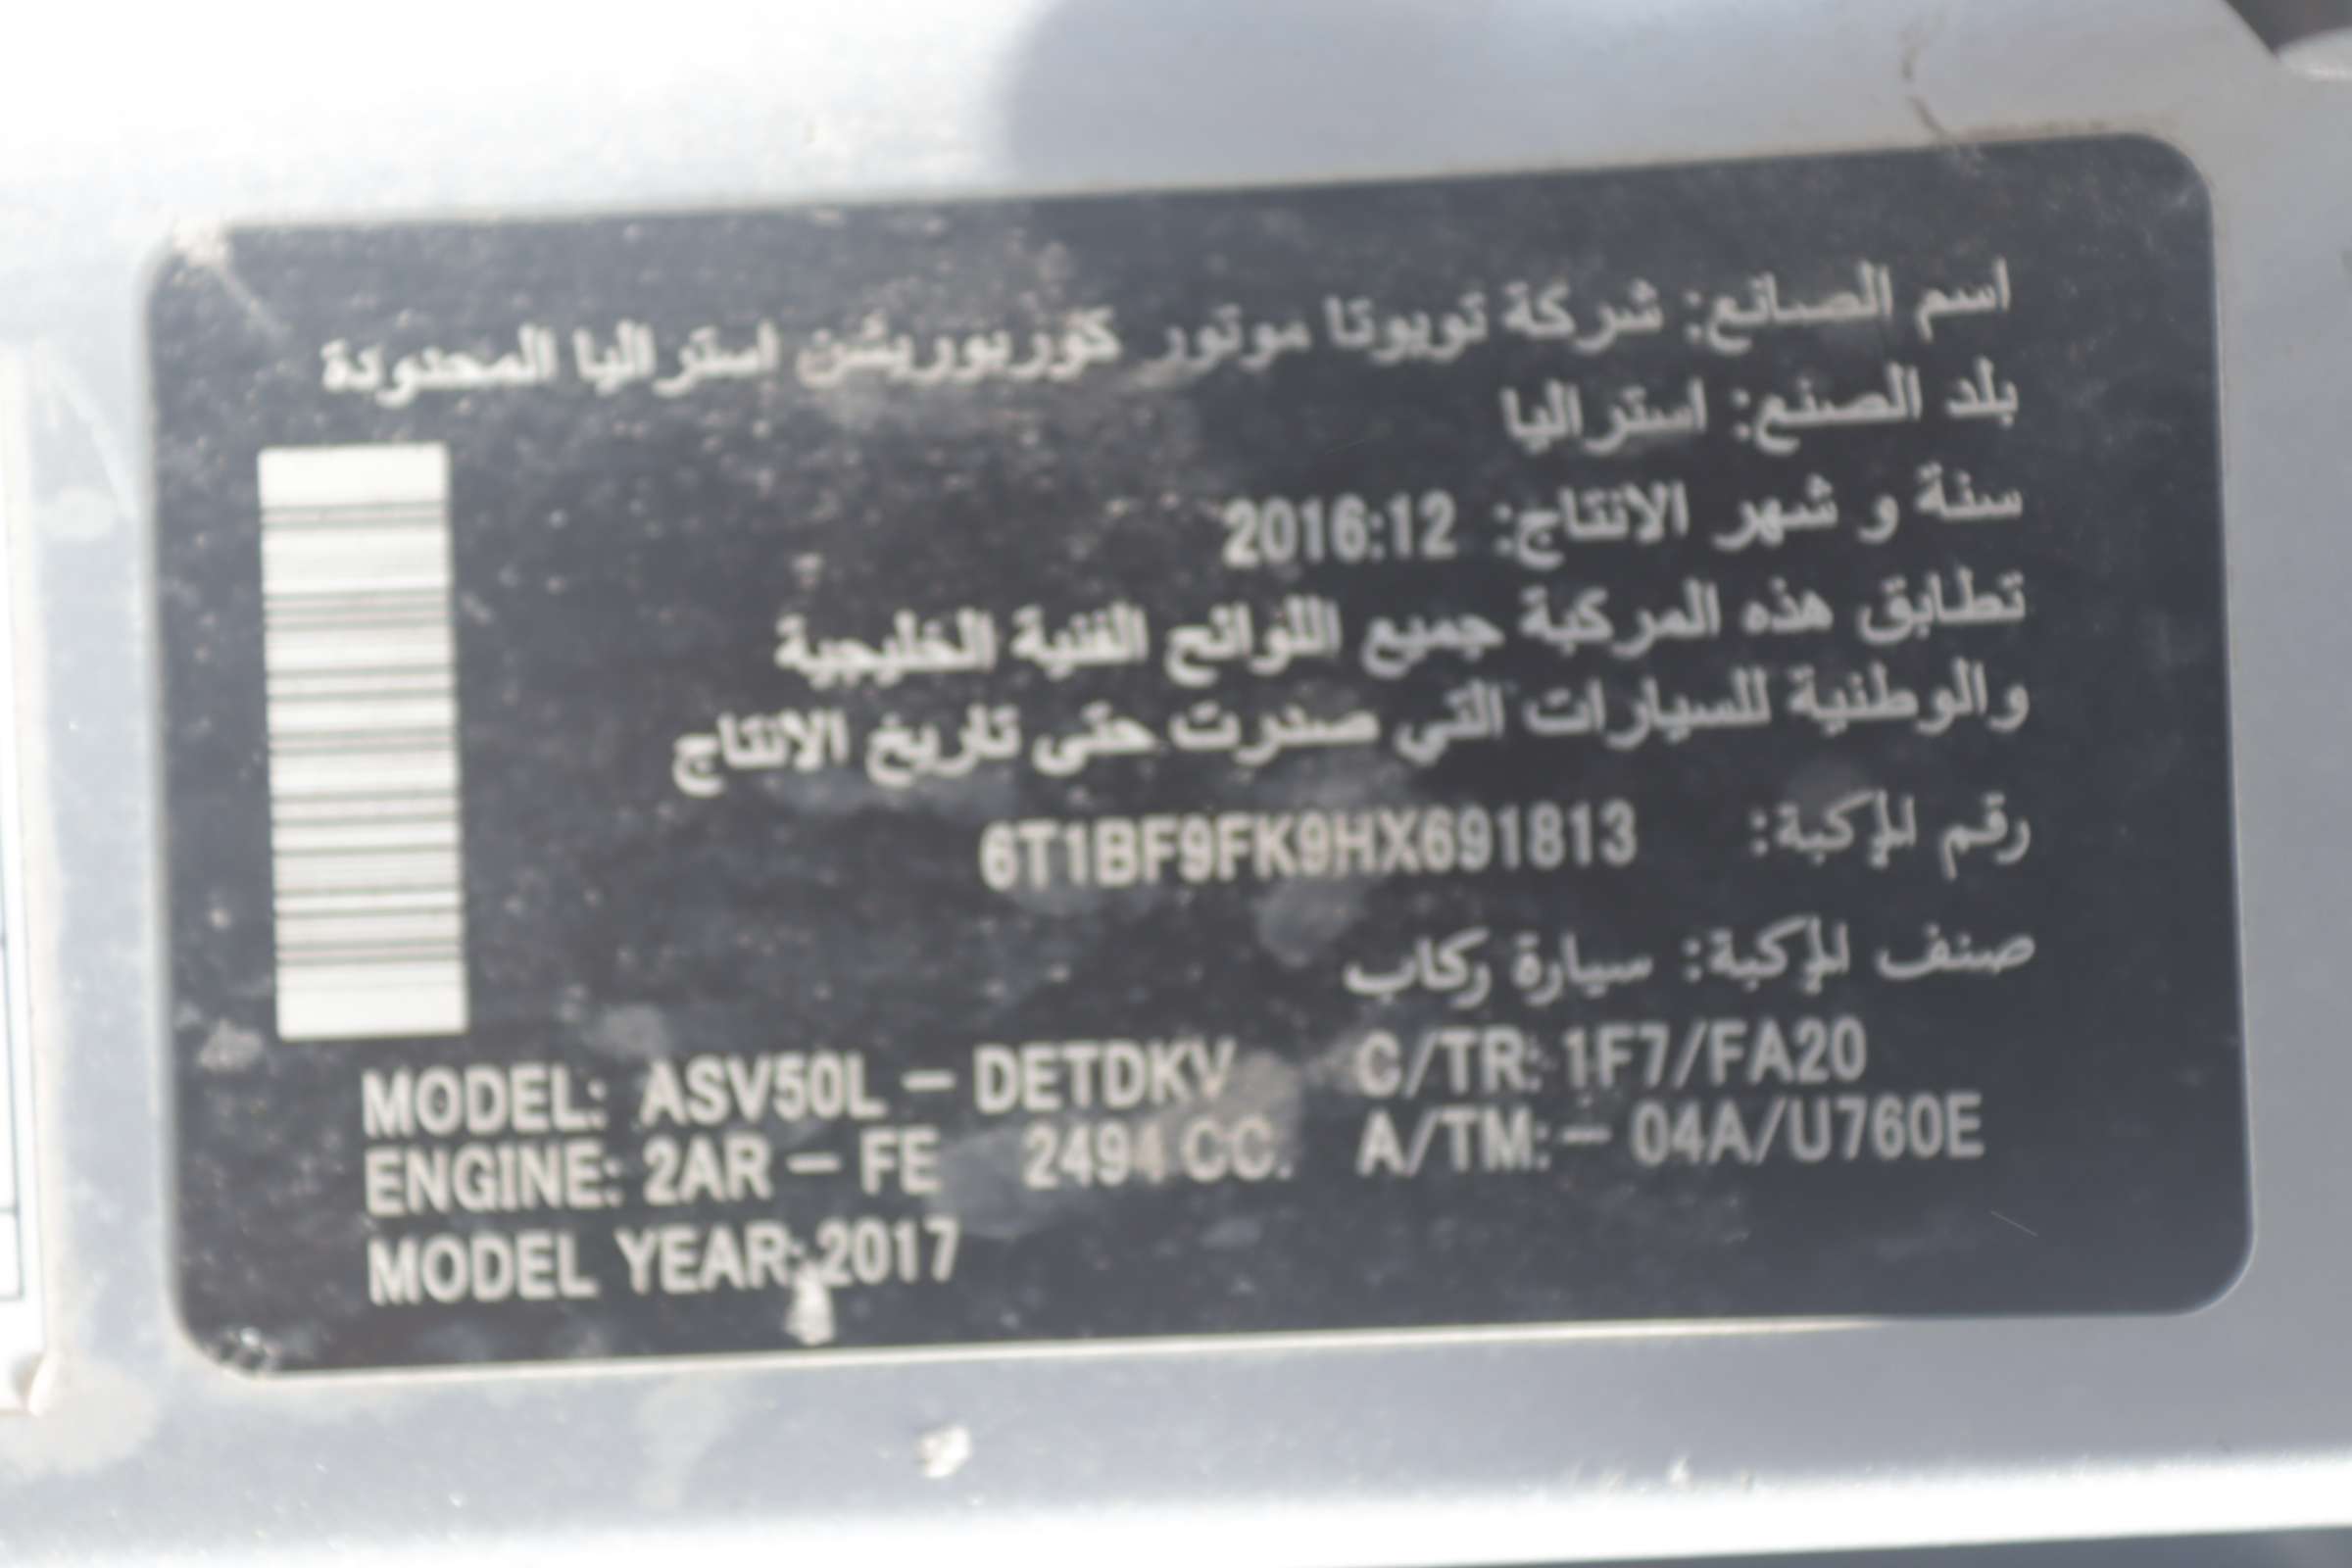 اسم الصانع: شركة تويوتا موتور كوربوريشن استراليا المحدودة
بلد الصنع: استراليا
سنة و شهر الانتاج: 2016:12
تطابق هذه المركبة جميع اللوائح الفنية الخليجية
والوطنية للسيارات التي صدرت حتى تاريخ الانتاج
رقم المركبة: 6T1BF9FK9HX691813
صنف المركبة: سيارة ركاب
MODEL: ASV50L – DETDKV C/TR: 1F7/FA20
ENGINE: 2AR – FE 2494 CC. A/TM: – 04A/U760E
MODEL YEAR: 2017